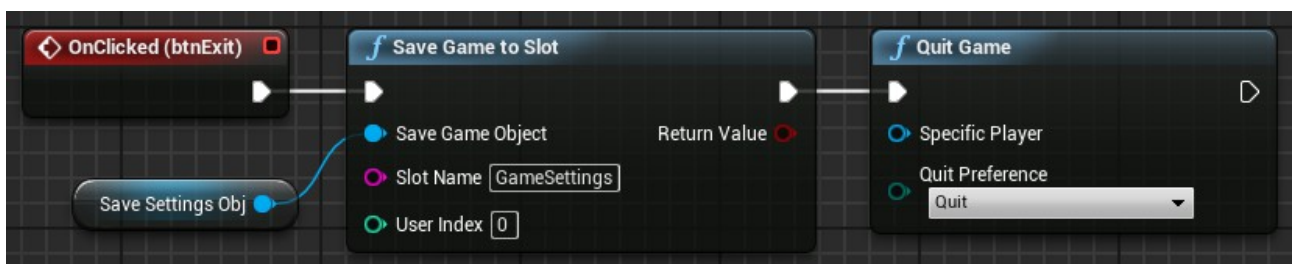 OnClicked (btnExit)
f Save Game to Slot
f Quit Game
Save Game Object Return Value
Specific Player
Slot Name GameSettings
Quit Preference
Save Settings Obj
Quit
User Index 0